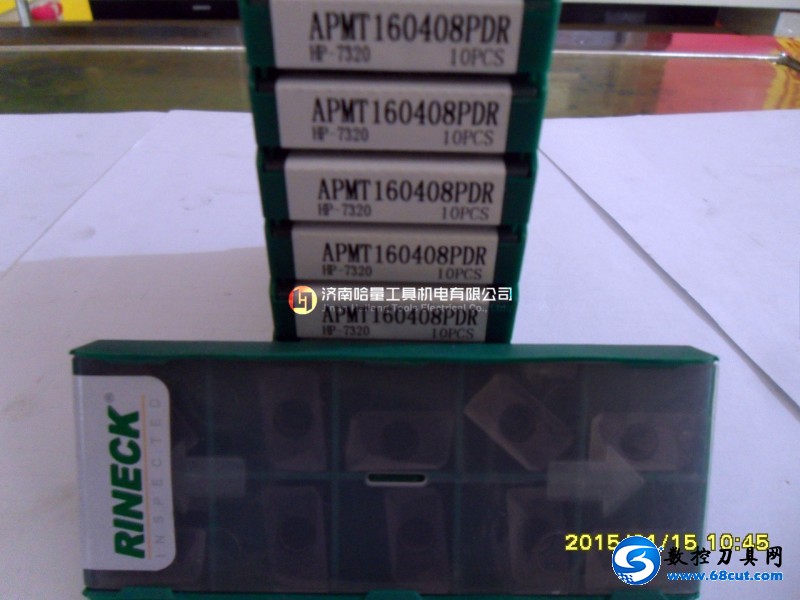 APMT160408PDR
HP-7320 10PCS
APMT160408PDR
HP-7320 10PCS
APMT160408PDR
HP-7320 10PCS
APMT160408PDR
HP-7320 10PCS
济南哈量工具机电有限公司
APMT160408PDR
HP-7320 10PCS
RINECK®
INSPECTED
10:45
数控刀具网
www.68cut.com